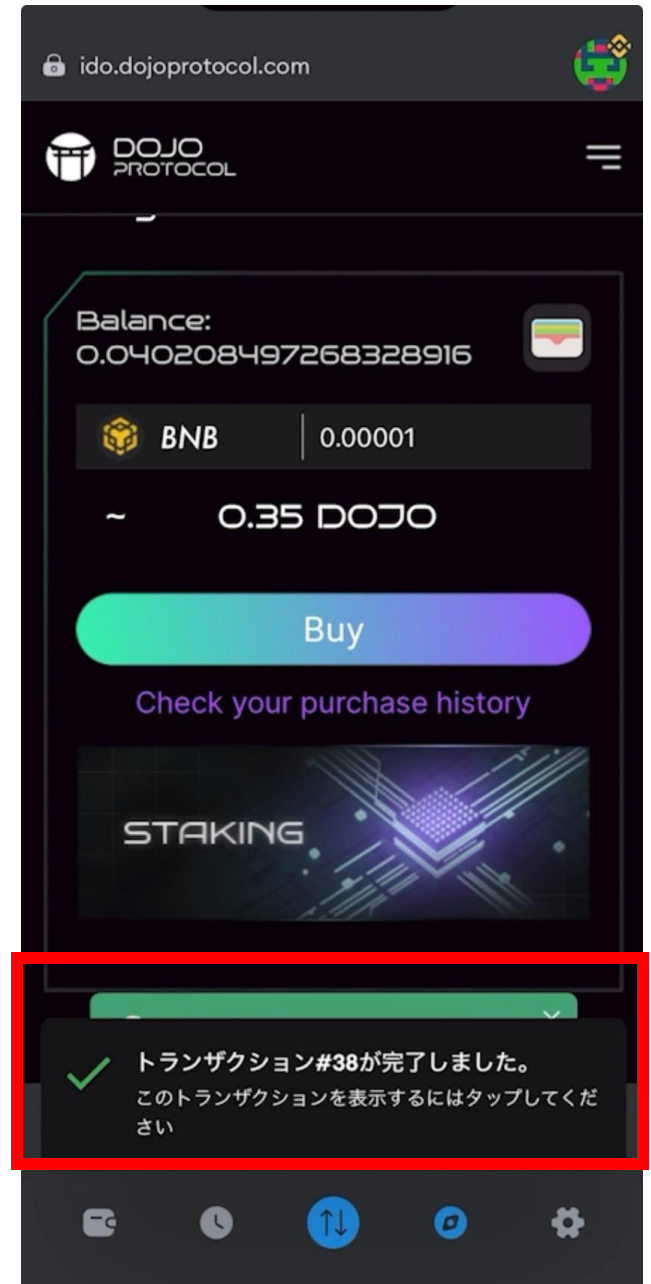 ido.dojoprotocol.com
DOJO
PROTOCOL
Balance:
0.040208497268328916
BNB 0.00001
~ 0.35 DOJO
Buy
Check your purchase history
STAKING
トランザクション#38が完了しました。
このトランザクションを表示するにはタップしてくだ
さい